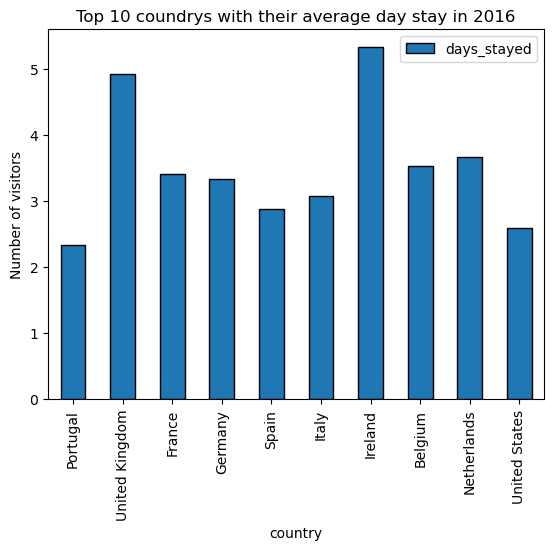 Top 10 coundrys with their average day stay in 2016
days_stayed
Number of visitors
5
4
3
2
1
0
Portugal
United Kingdom
France
Germany
Spain
Italy
Ireland
Belgium
Netherlands
United States
country